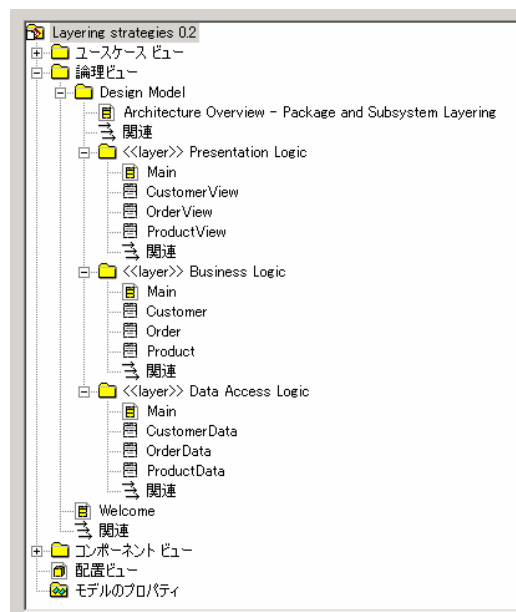 Layering strategies 0.2
ユースケース ビュー
論理ビュー
Design Model
Architecture Overview - Package and Subsystem Layering
関連
<<layer>> Presentation Logic
Main
CustomerView
OrderView
ProductView
関連
<<layer>> Business Logic
Main
Customer
Order
Product
関連
<<layer>> Data Access Logic
Main
CustomerData
OrderData
ProductData
関連
Welcome
関連
コンポーネント ビュー
配置ビュー
モデルのプロパティ